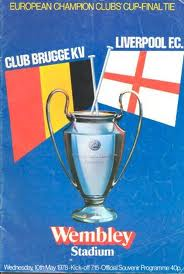 EUROPEAN CHAMPION CLUBS' CUP-FINAL TIE
LIVERPOOL F.C.
CLUB BRUGGE KV
Wembley
Stadium
Wednesday, 10th May 1978 · Kick-off 7.15 · Official Souvenir Programme 40p